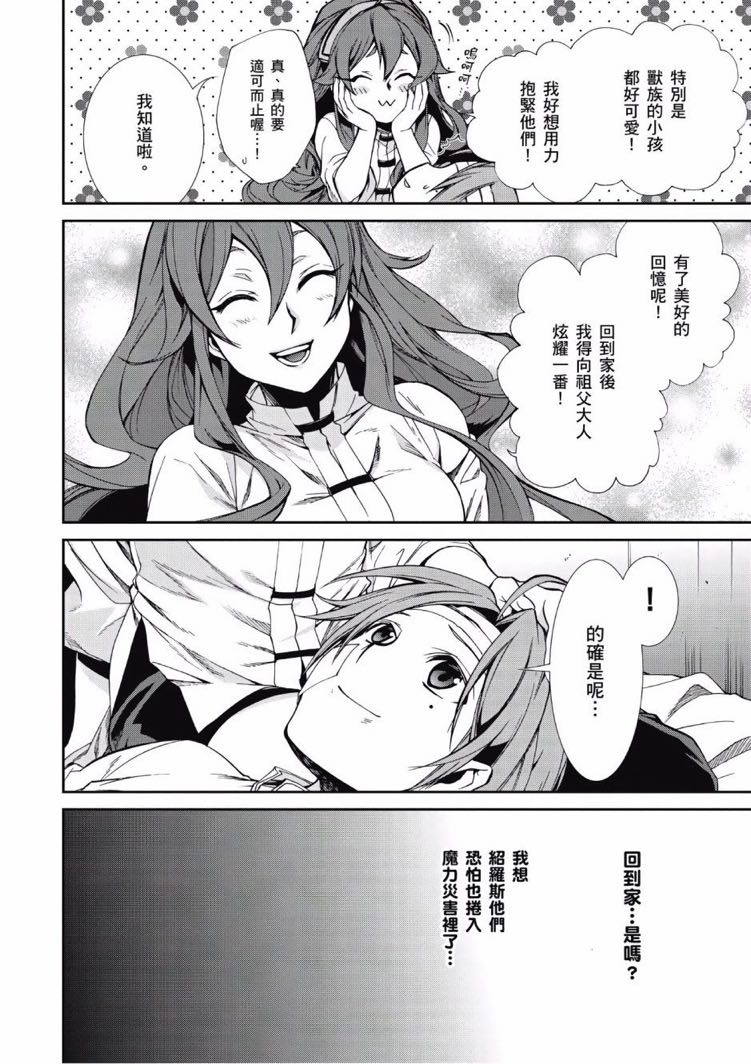 特別是
獸族的小孩
都好可愛！
我好想用力
抱緊他們！
嗚呵呵
真、真的要
適可而止喔…！
我知道啦。
有了美好的
回憶呢！
回到家後
我得向祖父大人
炫耀一番！
！
的確是呢…
回到家…是嗎？
我想
紹羅斯他們
恐怕也捲入
魔力災害裡了…